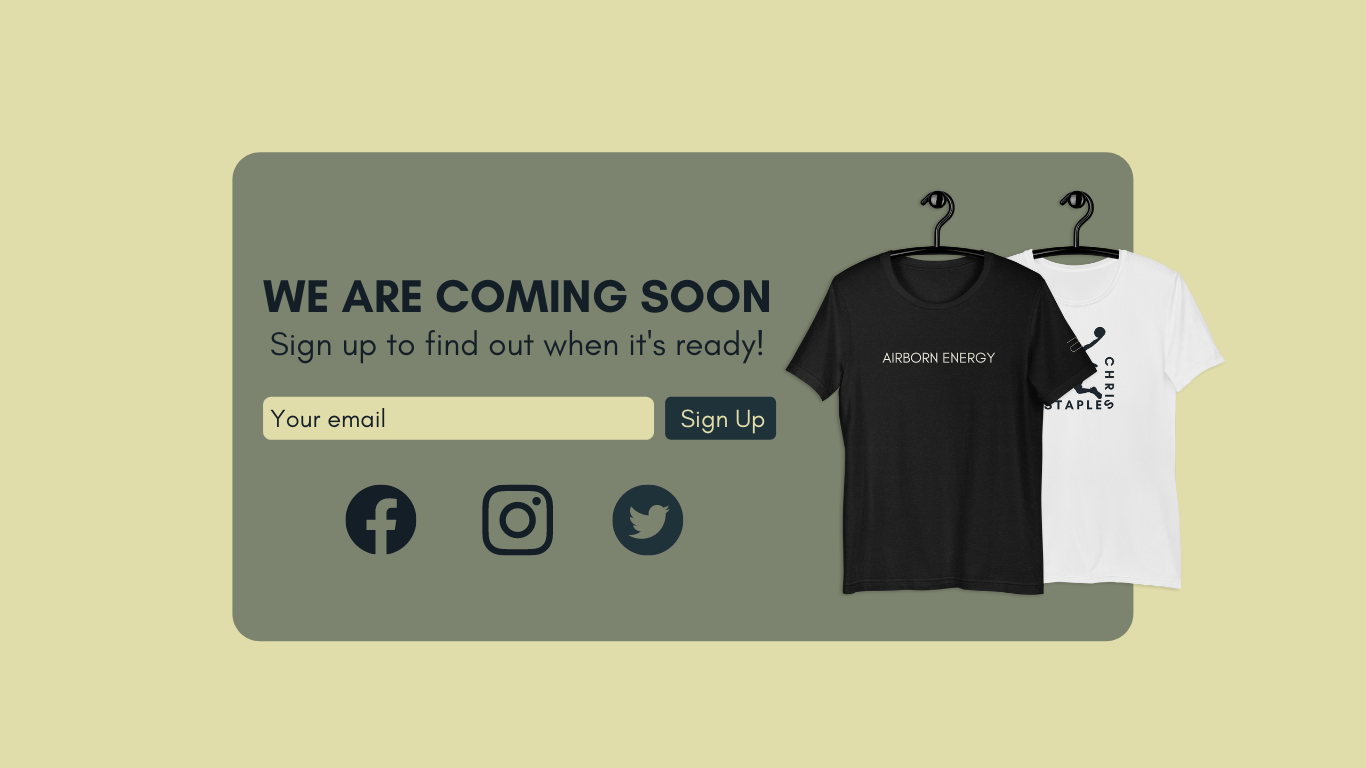 WE ARE COMING SOON
Sign up to find out when it's ready!
Your email
Sign Up
AIRBORN ENERGY
CHRIS
STAPLES